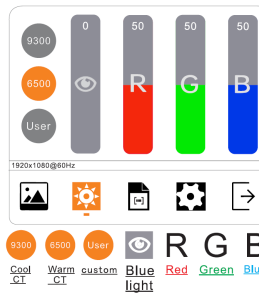 0 50 50 50
9300
6500
User
R G B
1920x1080@60Hz
9300 6500 User R G B
Cool CT Warm CT custom Blue light Red Green Blu